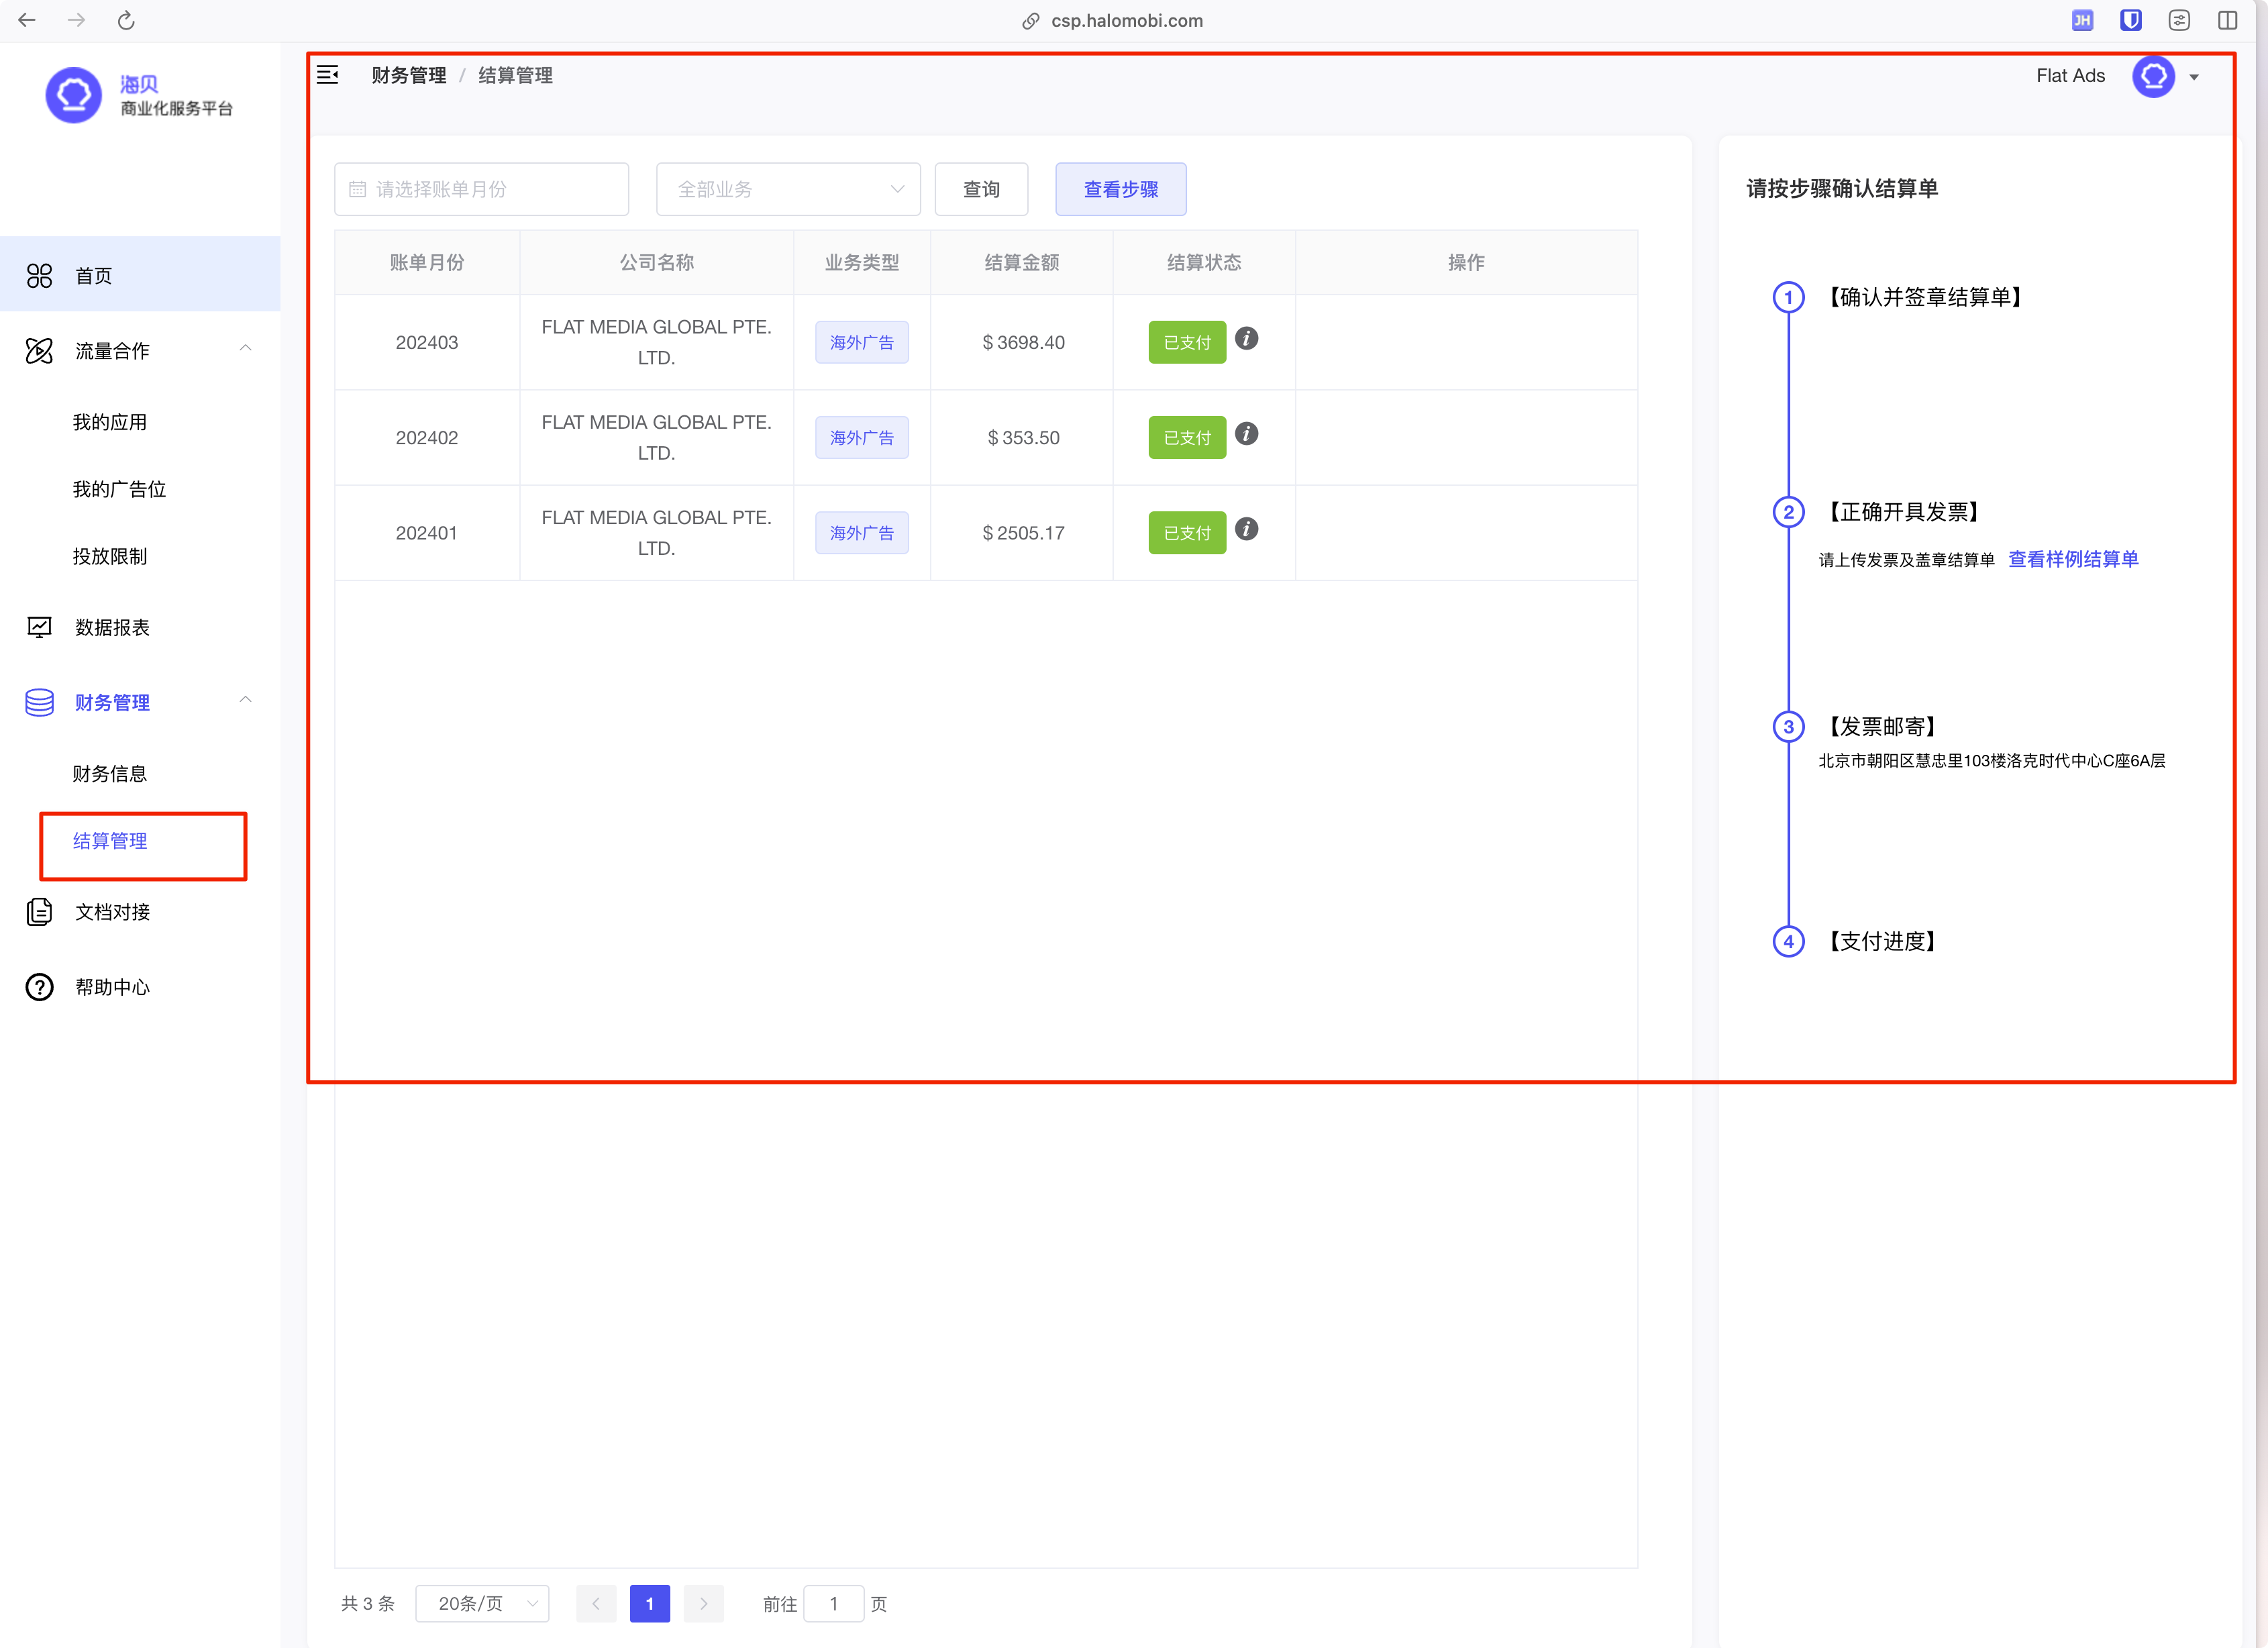 csp.halomobi.com
JH
海贝
商业化服务平台
首页
流量合作
我的应用
我的广告位
投放限制
数据报表
财务管理
财务信息
结算管理
文档对接
帮助中心
财务管理 / 结算管理
Flat Ads
请选择账单月份 全部业务 查询 查看步骤
账单月份 公司名称 业务类型 结算金额 结算状态 操作
202403 FLAT MEDIA GLOBAL PTE. LTD. 海外广告 $ 3698.40 已支付
202402 FLAT MEDIA GLOBAL PTE. LTD. 海外广告 $ 353.50 已支付
202401 FLAT MEDIA GLOBAL PTE. LTD. 海外广告 $ 2505.17 已支付
共 3 条 20条/页 1 前往 1 页
请按步骤确认结算单
1 【确认并签章结算单】
2 【正确开具发票】
请上传发票及盖章结算单 查看样例结算单
3 【发票邮寄】
北京市朝阳区慧忠里103楼洛克时代中心C座6A层
4 【支付进度】